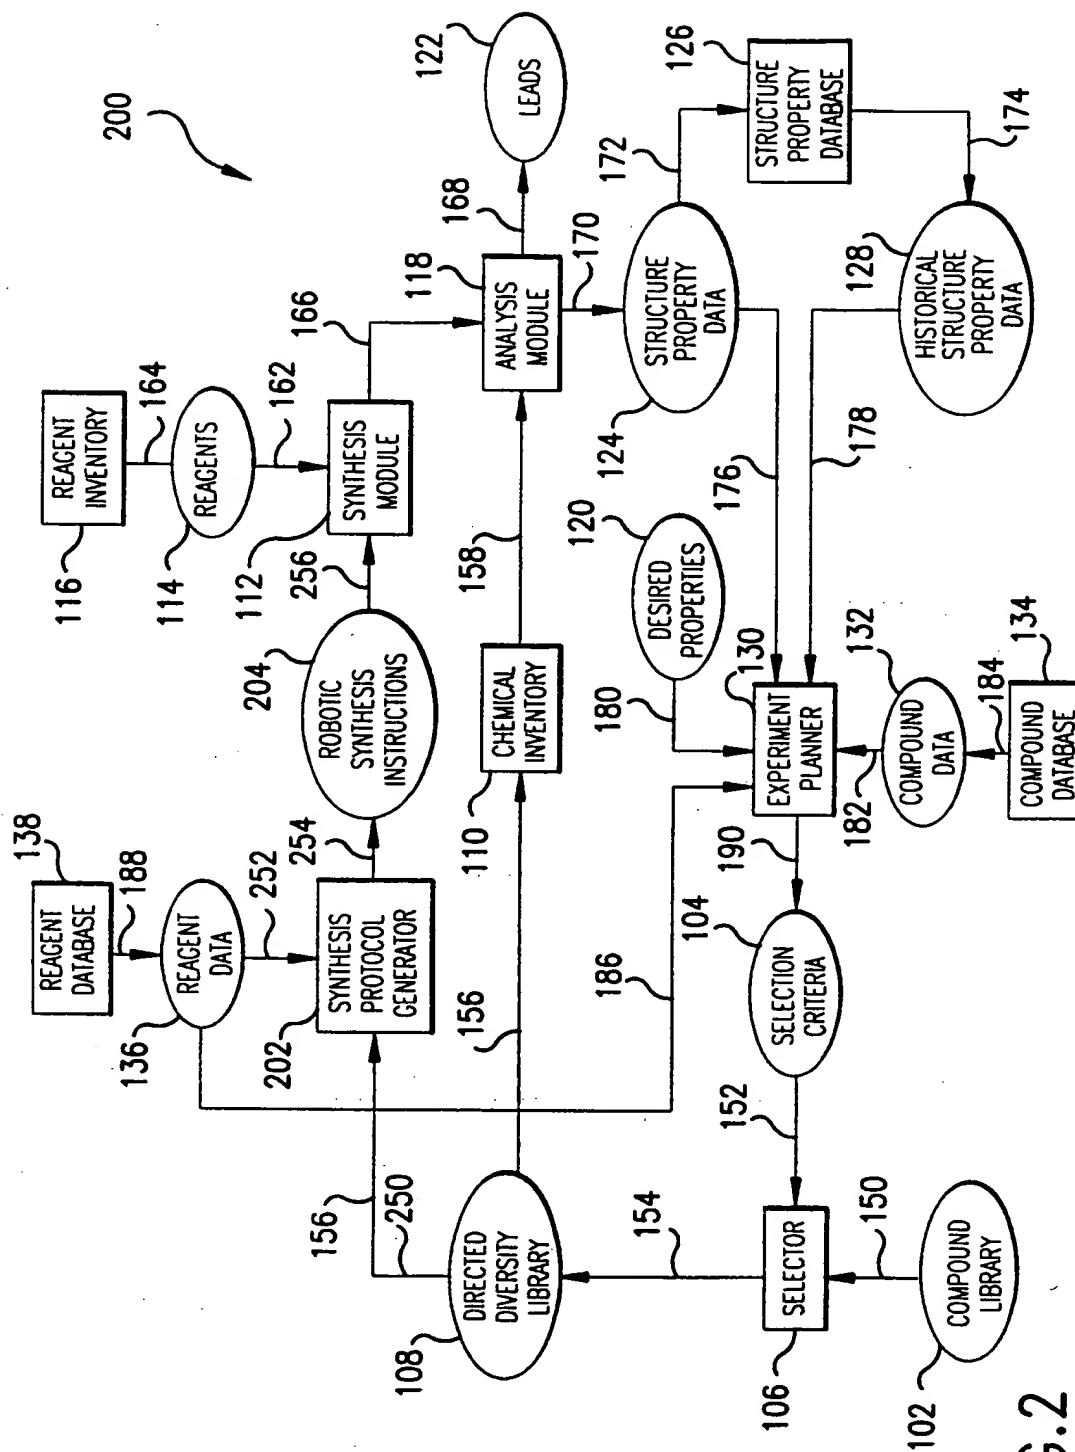 200
138
REAGENT
DATABASE
188
136
REAGENT
DATA
252
202
SYNTHESIS
PROTOCOL
GENERATOR
254
204
ROBOTIC
SYNTHESIS
INSTRUCTIONS
256
116
REAGENT
INVENTORY
164
114
REAGENTS
162
112
SYNTHESIS
MODULE
166
118
ANALYSIS
MODULE
168
122
LEADS
170
156
250
108
DIRECTED
DIVERSITY
LIBRARY
156
110
CHEMICAL
INVENTORY
158
124
STRUCTURE
PROPERTY
DATA
172
126
STRUCTURE
PROPERTY
DATABASE
174
128
HISTORICAL
STRUCTURE
PROPERTY
DATA
176
178
120
DESIRED
PROPERTIES
180
130
EXPERIMENT
PLANNER
186
182
132
COMPOUND
DATA
184
134
COMPOUND
DATABASE
190
104
SELECTION
CRITERIA
152
154
106
SELECTOR
150
102
COMPOUND
LIBRARY
G.2